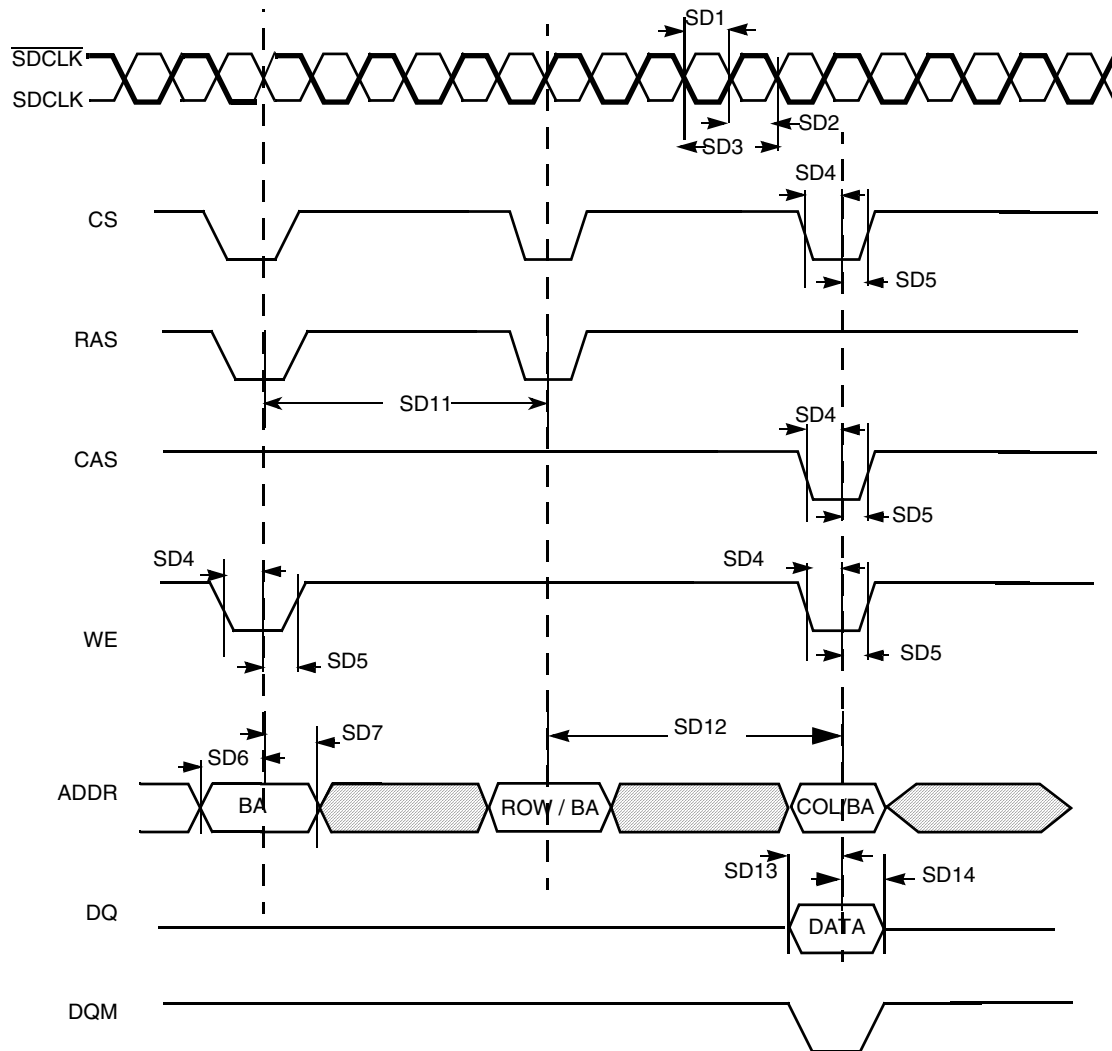 SD1
SDCLK
SDCLK
SD2
SD3
SD4
CS
SD5
RAS
SD11
SD4
CAS
SD5
SD4
SD4
WE
SD5
SD5
SD12
SD7
SD6
ADDR
BA
ROW / BA
COL/BA
SD13
SD14
DQ
DATA
DQM